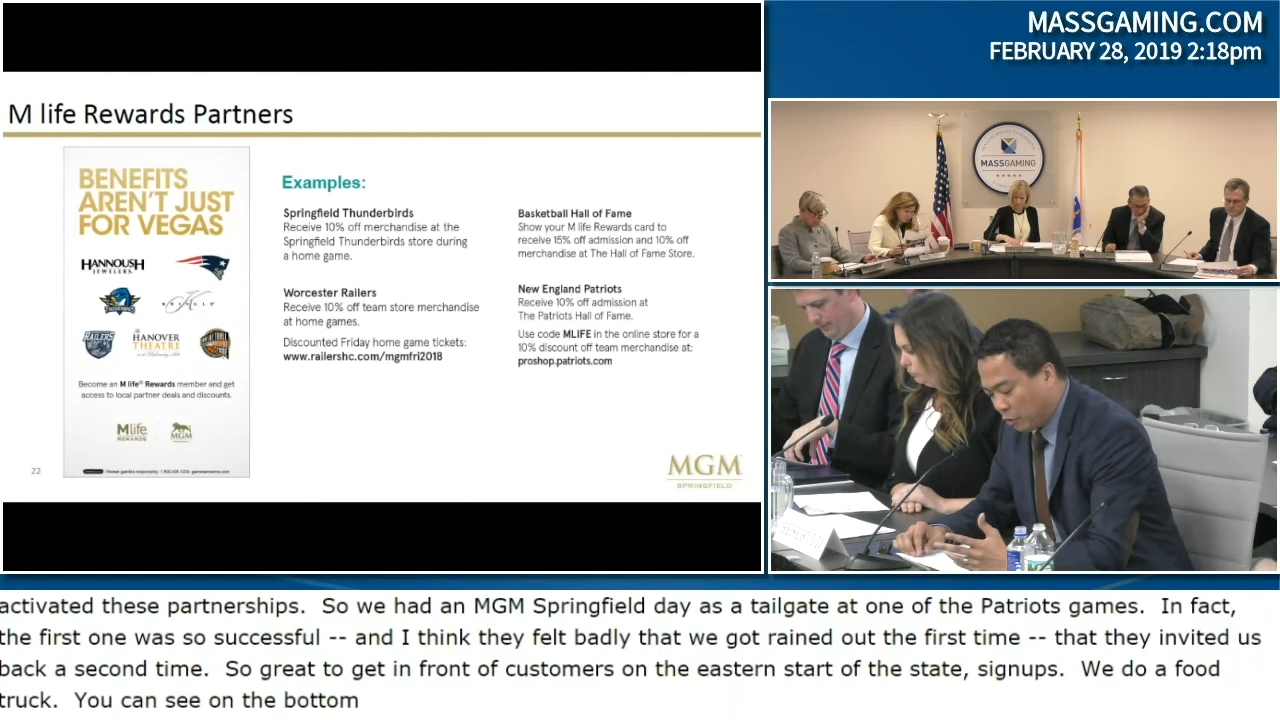 MASSGAMING.COM
FEBRUARY 28, 2019 2:18pm
M life Rewards Partners
BENEFITS
AREN'T JUST
FOR VEGAS
HANNOUSH
JEWELERS
RAILERS
THE
HANOVER
THEATRE
Become an M life® Rewards member and get
access to local partner deals and discounts.
Mlife
REWARDS
MGM
Please gamble responsibly.
Examples:
Springfield Thunderbirds
Receive 10% off merchandise at the
Springfield Thunderbirds store during
a home game.
Worcester Railers
Receive 10% off team store merchandise
at home games.
Discounted Friday home game tickets:
www.railershc.com/mgmfri2018
Basketball Hall of Fame
Show your M life Rewards card to
receive 15% off admission and 10% off
merchandise at The Hall of Fame Store.
New England Patriots
Receive 10% off admission at
The Patriots Hall of Fame.
Use code MLIFE in the online store for a
10% discount off team merchandise at:
proshop.patriots.com
22
MGM
SPRINGFIELD
MASSGAMING
activated these partnerships. So we had an MGM Springfield day as a tailgate at one of the Patriots games. In fact,
the first one was so successful -- and I think they felt badly that we got rained out the first time -- that they invited us
back a second time. So great to get in front of customers on the eastern start of the state, signups. We do a food
truck. You can see on the bottom